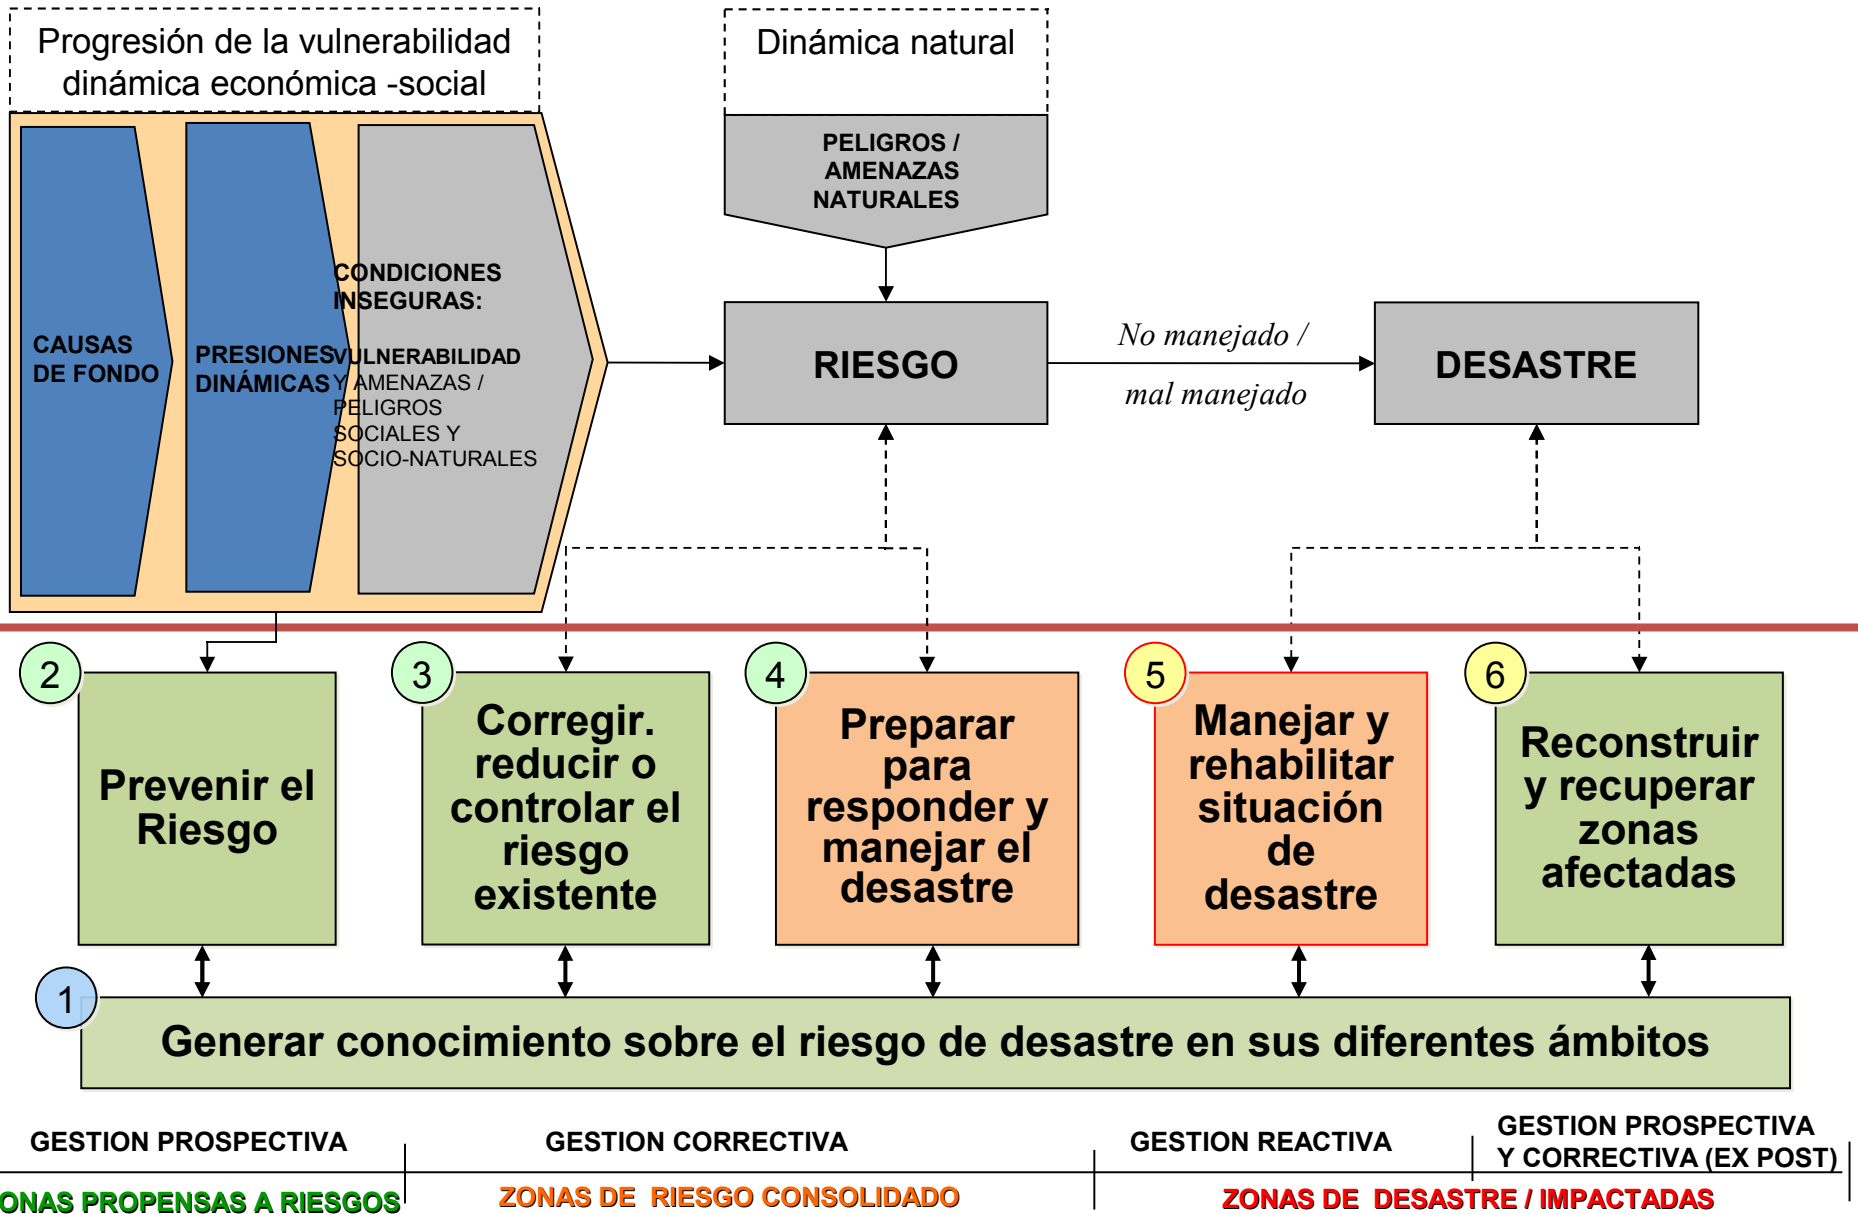 Progresión de la vulnerabilidad
dinámica económica -social
Dinámica natural
PELIGROS /
AMENAZAS
NATURALES
CAUSAS
DE FONDO
PRESIONES
DINÁMICAS
CONDICIONES
INSEGURAS:
VULNERABILIDAD
Y AMENAZAS /
PELIGROS
SOCIALES Y
SOCIO-NATURALES
RIESGO
No manejado /
mal manejado
DESASTRE
2
Prevenir el
Riesgo
3
Corregir.
reducir o
controlar el
riesgo
existente
4
Preparar
para
responder y
manejar el
desastre
5
Manejar y
rehabilitar
situación
de
desastre
6
Reconstruir
y recuperar
zonas
afectadas
1
Generar conocimiento sobre el riesgo de desastre en sus diferentes ámbitos
GESTION PROSPECTIVA
GESTION CORRECTIVA
GESTION REACTIVA
GESTION PROSPECTIVA
Y CORRECTIVA (EX POST)
ONAS PROPENSAS A RIESGOS
ZONAS DE RIESGO CONSOLIDADO
ZONAS DE DESASTRE / IMPACTADAS